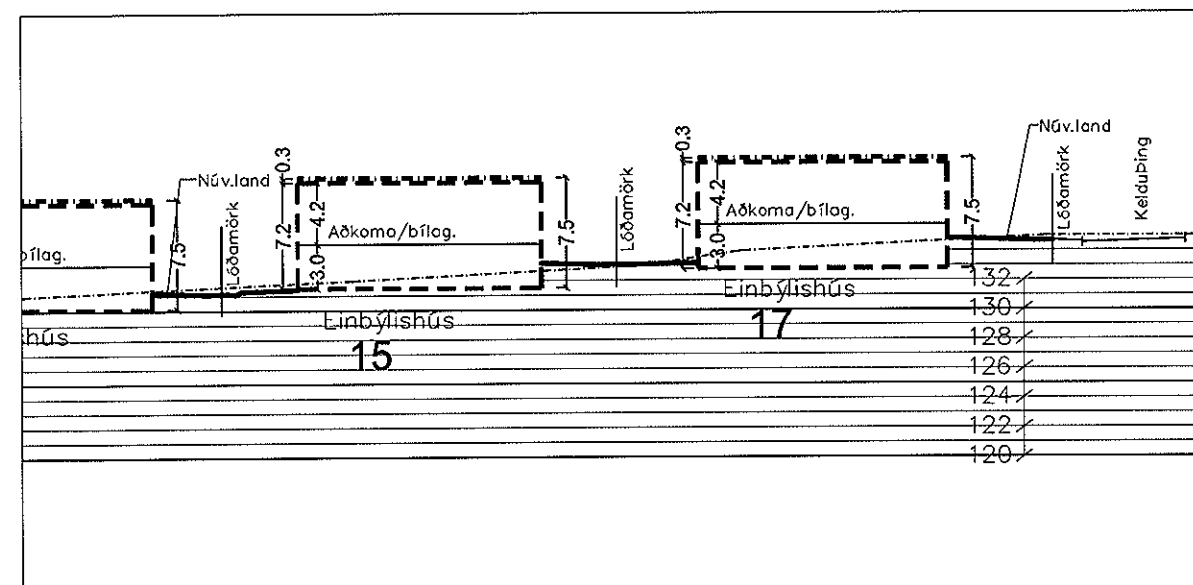 7.5
Núv.land
Lóðamörk
0.3
7.2
4.2
3.0
Aðkoma/bílag.
7.5
Lóðamörk
0.3
7.2
4.2
3.0
Aðkoma/bílag.
7.5
Núv.land
Lóðamörk
Kelduþing
bílag.
hús
Einbýlishús
15
Einbýlishús
17
132
130
128
126
124
122
120